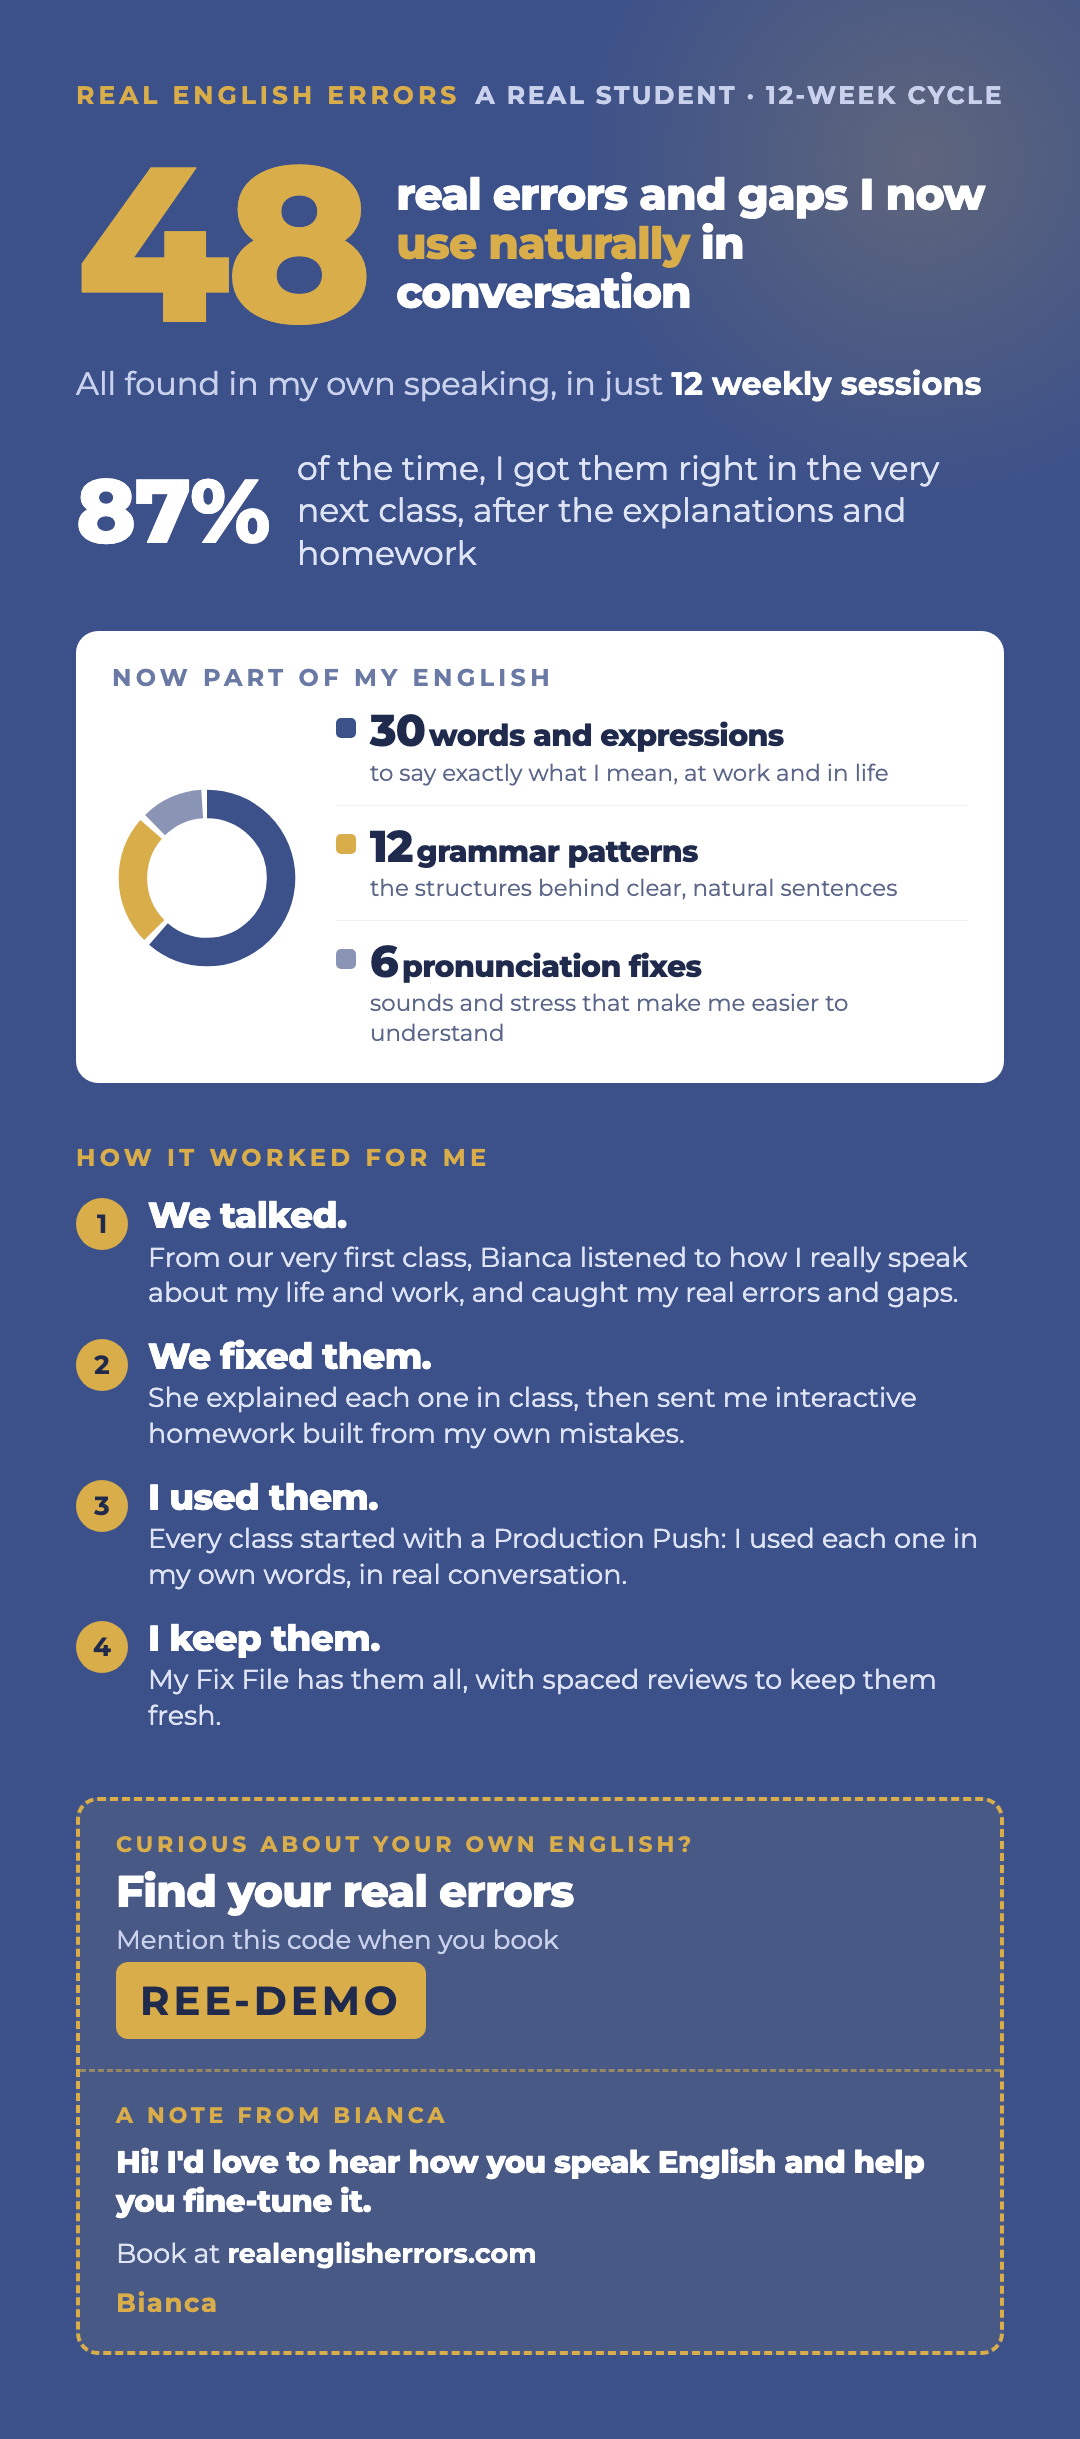 REAL ENGLISH ERRORS A REAL STUDENT · 12-WEEK CYCLE
48
real errors and gaps I now
use naturally in
conversation
All found in my own speaking, in just 12 weekly sessions
87%
of the time, I got them right in the very
next class, after the explanations and
homework
NOW PART OF MY ENGLISH
30 words and expressions
to say exactly what I mean, at work and in life
12 grammar patterns
the structures behind clear, natural sentences
6 pronunciation fixes
sounds and stress that make me easier to
understand
HOW IT WORKED FOR ME
1 We talked.
From our very first class, Bianca listened to how I really speak
about my life and work, and caught my real errors and gaps.
2 We fixed them.
She explained each one in class, then sent me interactive
homework built from my own mistakes.
3 I used them.
Every class started with a Production Push: I used each one in
my own words, in real conversation.
4 I keep them.
My Fix File has them all, with spaced reviews to keep them
fresh.
CURIOUS ABOUT YOUR OWN ENGLISH?
Find your real errors
Mention this code when you book
REE-DEMO
A NOTE FROM BIANCA
Hi! I'd love to hear how you speak English and help
you fine-tune it.
Book at realenglisherrors.com
Bianca